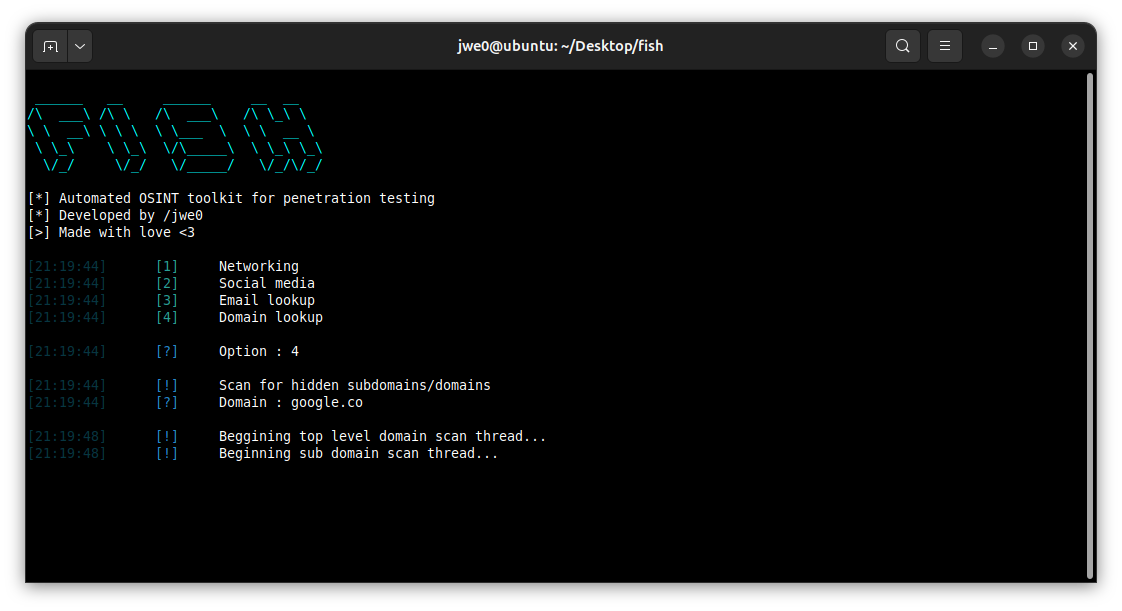 jwe0@ubuntu: ~/Desktop/fish
FISH
[*] Automated OSINT toolkit for penetration testing
[*] Developed by /jwe0
[>] Made with love <3
[21:19:44] [1] Networking
[21:19:44] [2] Social media
[21:19:44] [3] Email lookup
[21:19:44] [4] Domain lookup
[21:19:44] [?] Option : 4
[21:19:44] [!] Scan for hidden subdomains/domains
[21:19:44] [?] Domain : google.co
[21:19:48] [!] Beggining top level domain scan thread...
[21:19:48] [!] Beginning sub domain scan thread...